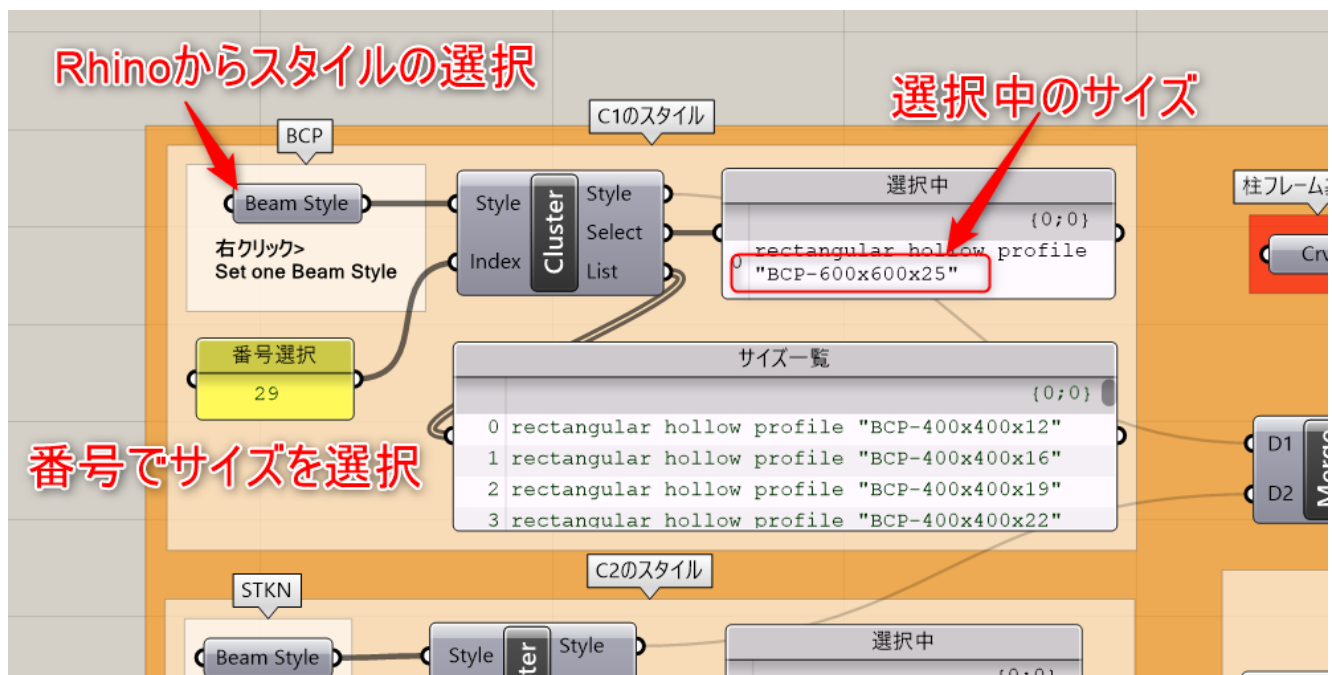 Rhinoからスタイルの選択
選択中のサイズ
C1のスタイル
BCP
Beam Style
右クリック>
Set one Beam Style
Style
Index
Cluster
Style
Select
List
選択中
{0;0}
0 rectangular hollow profile
"BCP-600x600x25"
柱フレーム
Crv
番号選択
29
番号でサイズを選択
サイズ一覧
{0;0}
0 rectangular hollow profile "BCP-400x400x12"
1 rectangular hollow profile "BCP-400x400x16"
2 rectangular hollow profile "BCP-400x400x19"
3 rectangular hollow profile "BCP-400x400x22"
D1
D2
Merge
C2のスタイル
STKN
Beam Style
Style
Style
選択中
{0;0}